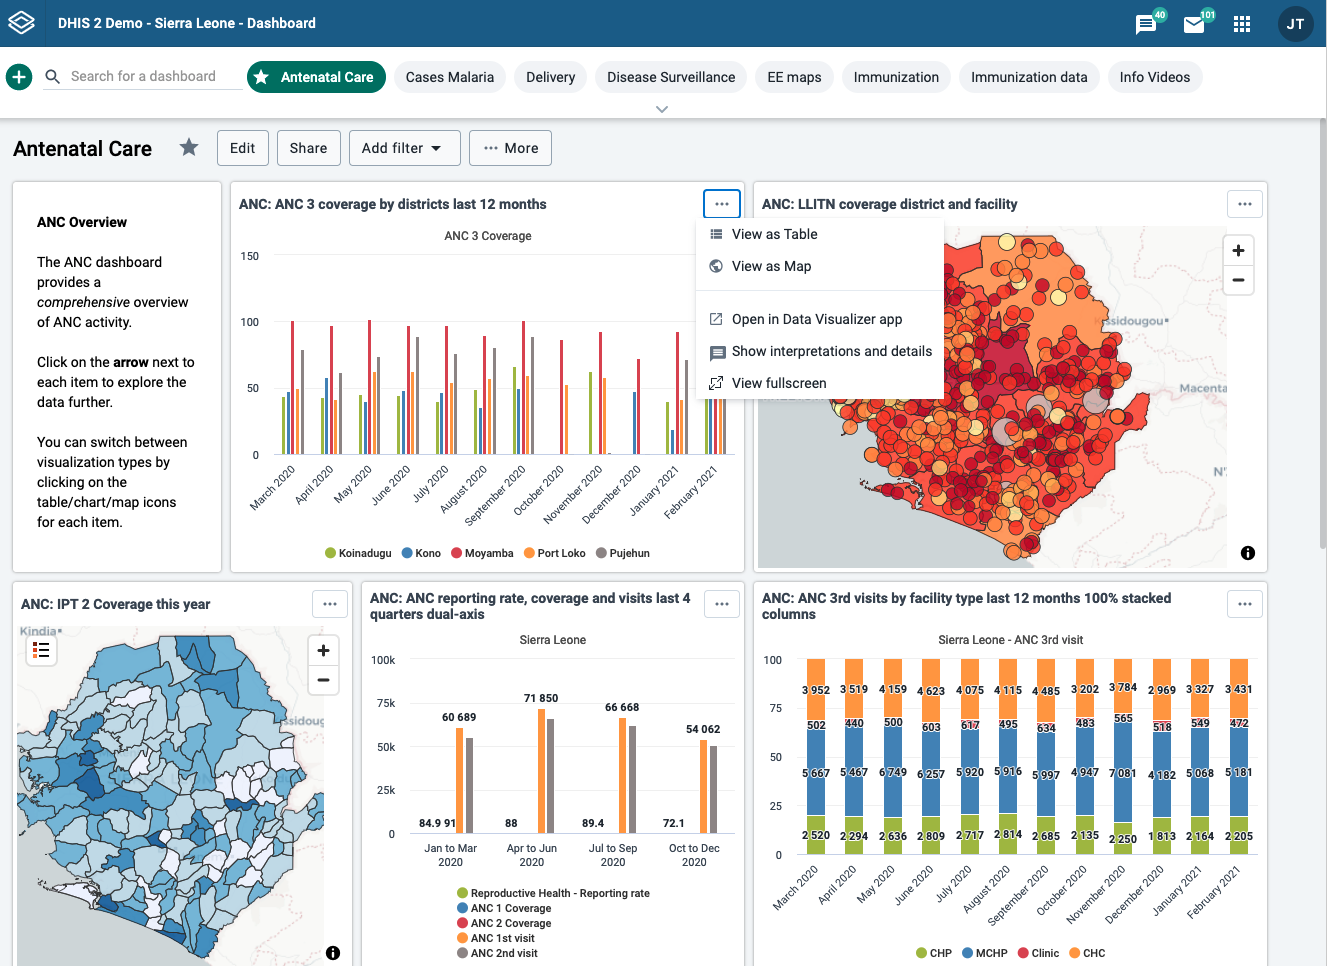 DHIS 2 Demo - Sierra Leone - Dashboard
40
101
JT
Search for a dashboard
Antenatal Care
Cases Malaria
Delivery
Disease Surveillance
EE maps
Immunization
Immunization data
Info Videos
Antenatal Care
Edit
Share
Add filter
More
ANC Overview
The ANC dashboard
provides a
comprehensive overview
of ANC activity.
Click on the arrow next to
each item to explore the
data further.
You can switch between
visualization types by
clicking on the
table/chart/map icons
for each item.
ANC: ANC 3 coverage by districts last 12 months
ANC 3 Coverage
150
100
50
0
March 2020
April 2020
May 2020
June 2020
July 2020
August 2020
September 2020
October 2020
November 2020
December 2020
January 2021
February 2021
Koinadugu
Kono
Moyamba
Port Loko
Pujehun
View as Table
View as Map
Open in Data Visualizer app
Show interpretations and details
View fullscreen
ANC: LLITN coverage district and facility
+
−
Macenta
ANC: IPT 2 Coverage this year
Kindia
+
−
ANC: ANC reporting rate, coverage and visits last 4
quarters dual-axis
Sierra Leone
100k
75k
50k
25k
0
60 689
71 850
66 668
54 062
84.9 91
88
89.4
72.1
Jan to Mar
2020
Apr to Jun
2020
Jul to Sep
2020
Oct to Dec
2020
Reproductive Health - Reporting rate
ANC 1 Coverage
ANC 2 Coverage
ANC 1st visit
ANC 2nd visit
ANC: ANC 3rd visits by facility type last 12 months 100% stacked
columns
Sierra Leone - ANC 3rd visit
100
75
50
25
0
3 952 3 519 4 159 4 623 4 075 4 115 4 485 3 202 3 784 2 969 3 327 3 431
502 440 500 603 617 495 634 483 565 518 549 472
5 667 5 467 6 749 6 257 5 920 5 916 5 997 4 947 7 081 4 182 5 068 5 181
2 520 2 294 2 636 2 809 2 717 2 814 2 685 2 135 2 250 1 813 2 164 2 205
March 2020
April 2020
May 2020
June 2020
July 2020
August 2020
September 2020
October 2020
November 2020
December 2020
January 2021
February 2021
CHP
MCHP
Clinic
CHC